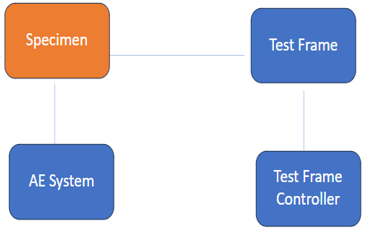 Specimen
Test Frame
AE System
Test Frame
Controller